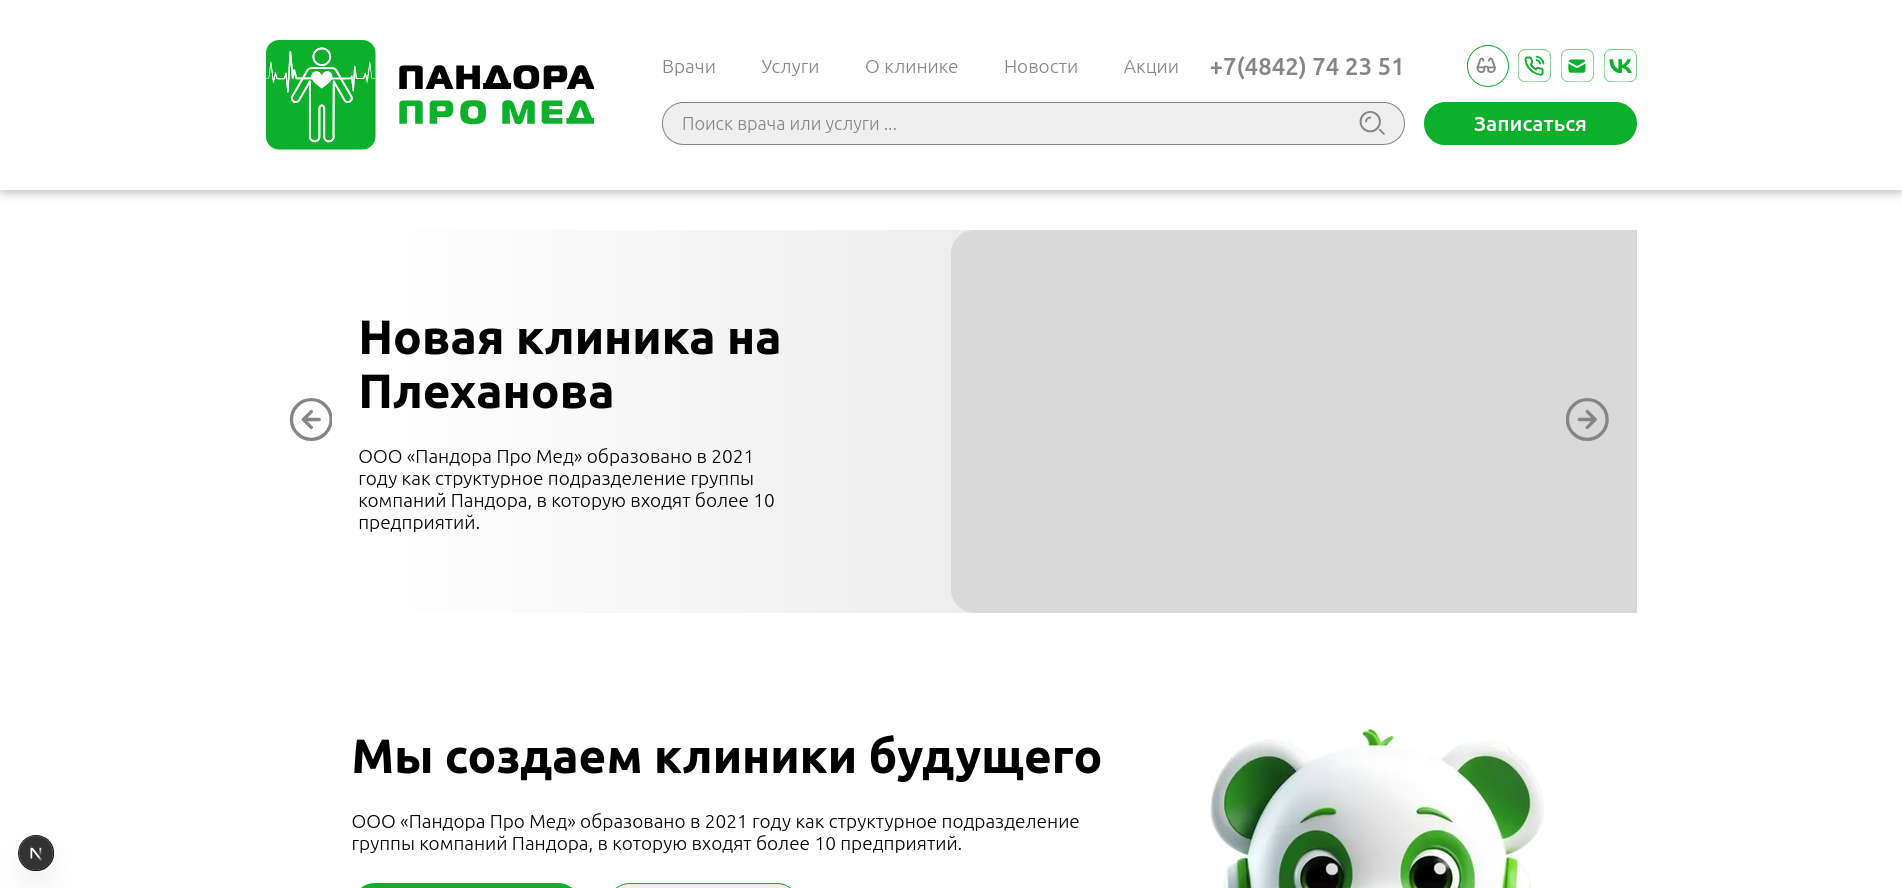 ПАНДОРА
ПРО МЕД
Врачи
Услуги
О клинике
Новости
Акции
+7(4842) 74 23 51
Поиск врача или услуги ...
Записаться
Новая клиника на
Плеханова
ООО «Пандора Про Мед» образовано в 2021
году как структурное подразделение группы
компаний Пандора, в которую входят более 10
предприятий.
Мы создаем клиники будущего
ООО «Пандора Про Мед» образовано в 2021 году как структурное подразделение
группы компаний Пандора, в которую входят более 10 предприятий.
N